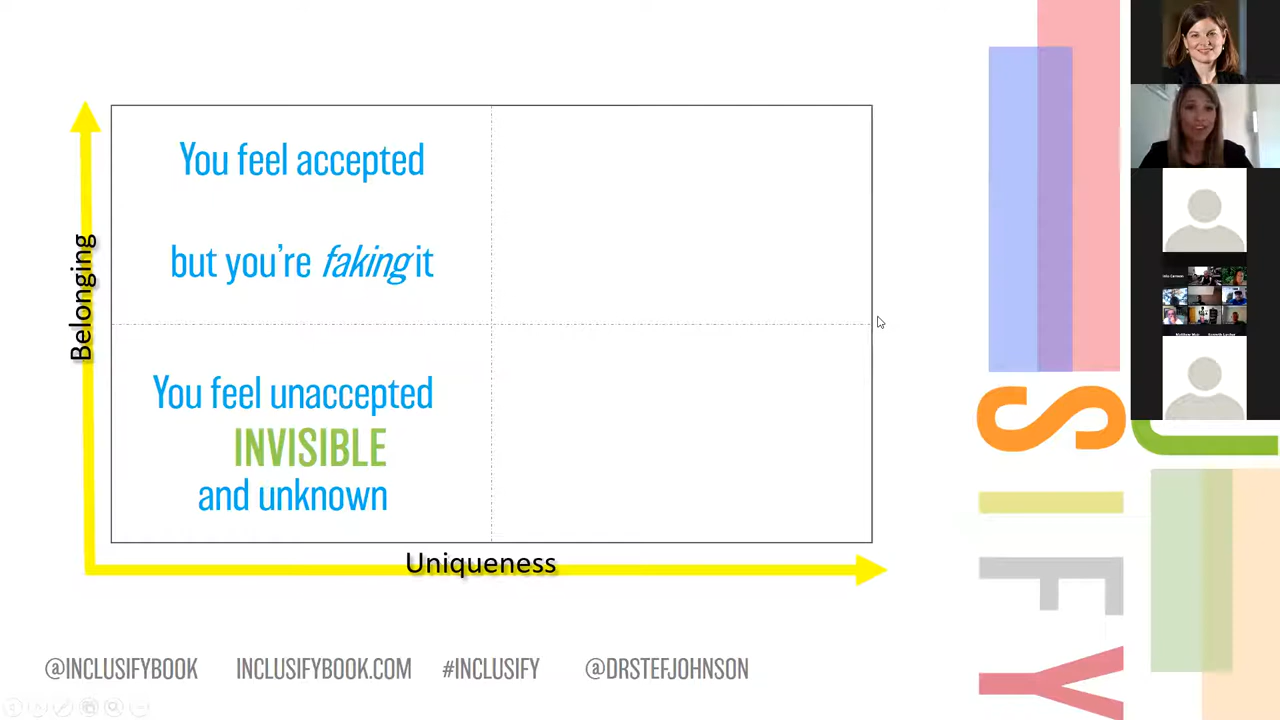 You feel accepted
but you're faking it
Belonging
You feel unaccepted
INVISIBLE
and unknown
Uniqueness
@INCLUSIFYBOOK INCLUSIFYBOOK.COM #INCLUSIFY @DRSTEFJOHNSON
U
SIFY